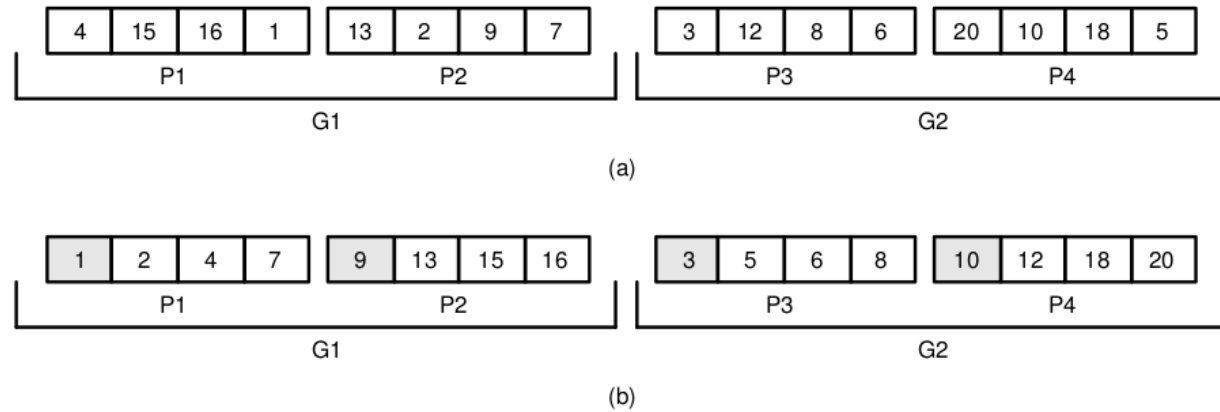 4 15 16 1 13 2 9 7 3 12 8 6 20 10 18 5
P1 P2 P3 P4
G1 G2
(a)
1 2 4 7 9 13 15 16 3 5 6 8 10 12 18 20
P1 P2 P3 P4
G1 G2
(b)